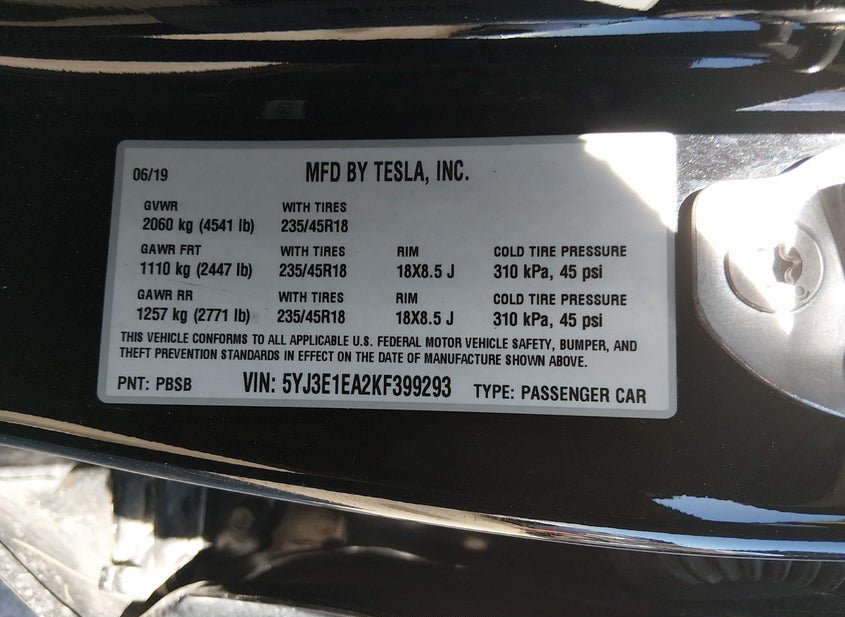 06/19 MFD BY TESLA, INC.
GVWR WITH TIRES
2060 kg (4541 lb) 235/45R18
GAWR FRT WITH TIRES RIM COLD TIRE PRESSURE
1110 kg (2447 lb) 235/45R18 18X8.5 J 310 kPa, 45 psi
GAWR RR WITH TIRES RIM COLD TIRE PRESSURE
1257 kg (2771 lb) 235/45R18 18X8.5 J 310 kPa, 45 psi
THIS VEHICLE CONFORMS TO ALL APPLICABLE U.S. FEDERAL MOTOR VEHICLE SAFETY, BUMPER, AND
THEFT PREVENTION STANDARDS IN EFFECT ON THE DATE OF MANUFACTURE SHOWN ABOVE.
PNT: PBSB VIN: 5YJ3E1EA2KF399293 TYPE: PASSENGER CAR